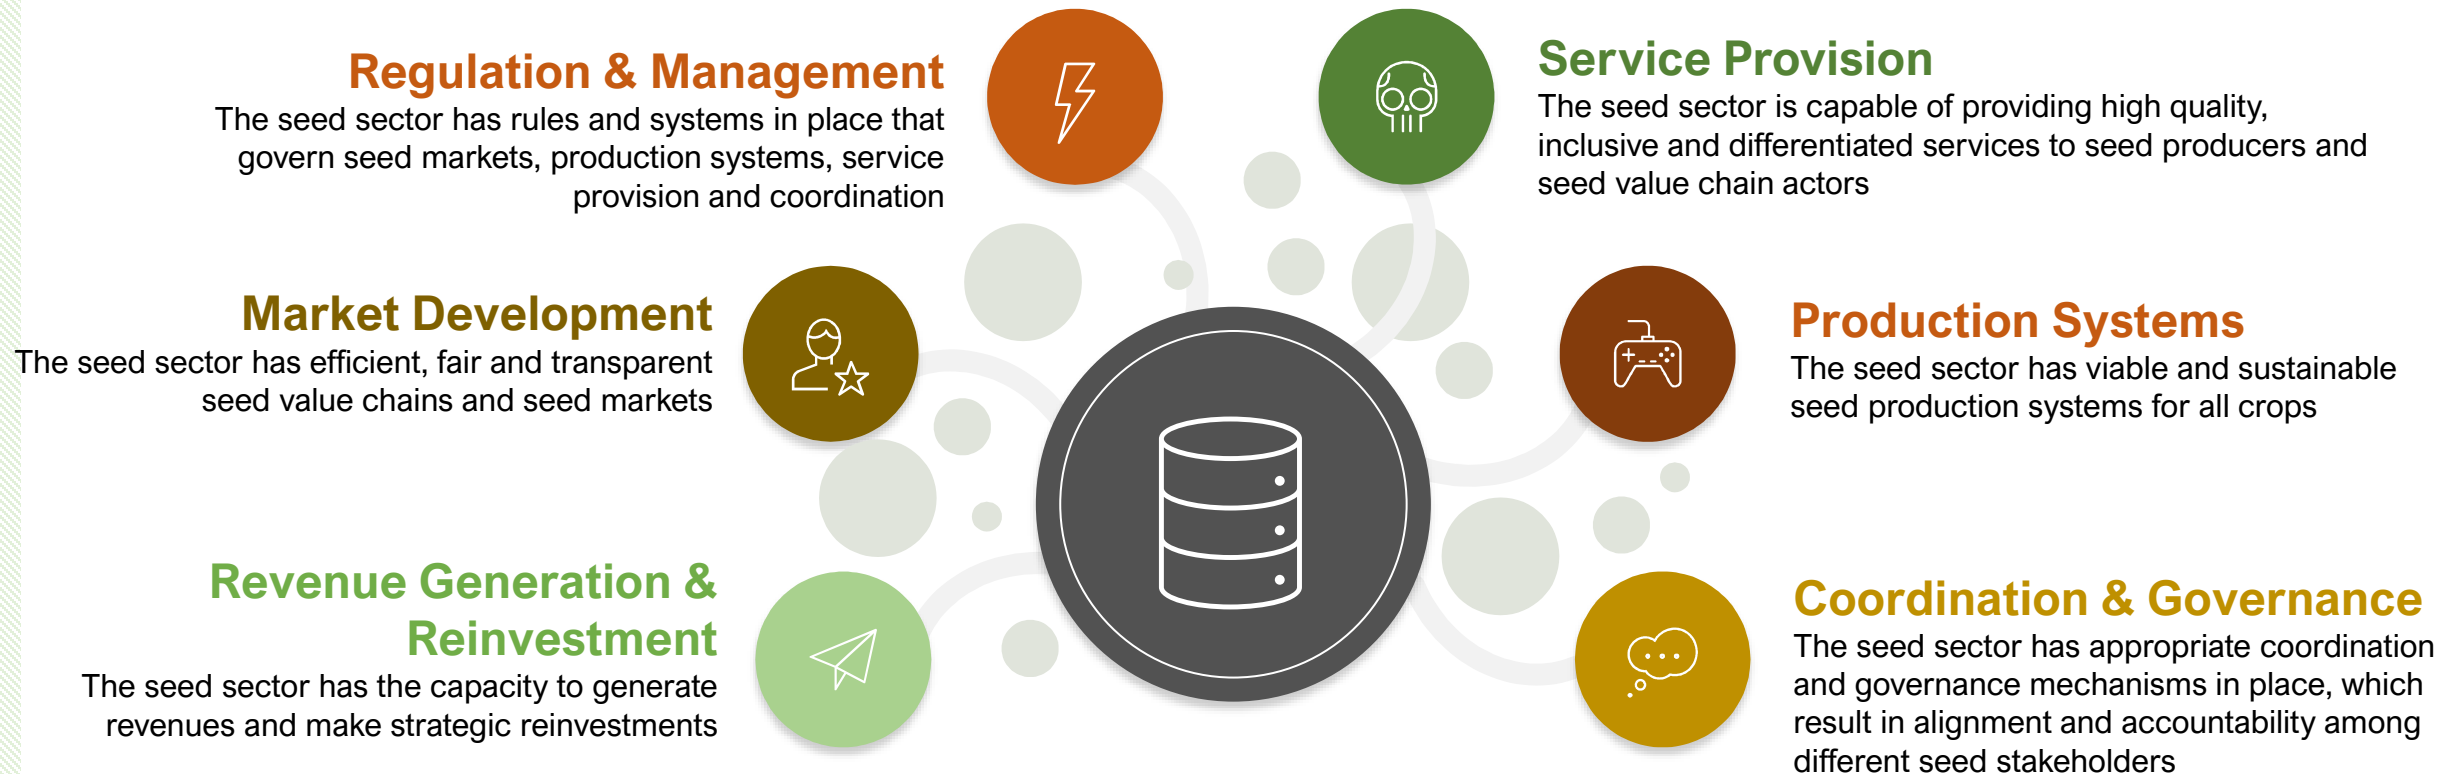 Regulation & Management
The seed sector has rules and systems in place that
govern seed markets, production systems, service
provision and coordination
Service Provision
The seed sector is capable of providing high quality,
inclusive and differentiated services to seed producers and
seed value chain actors
Market Development
The seed sector has efficient, fair and transparent
seed value chains and seed markets
Production Systems
The seed sector has viable and sustainable
seed production systems for all crops
Revenue Generation &
Reinvestment
The seed sector has the capacity to generate
revenues and make strategic reinvestments
Coordination & Governance
The seed sector has appropriate coordination
and governance mechanisms in place, which
result in alignment and accountability among
different seed stakeholders